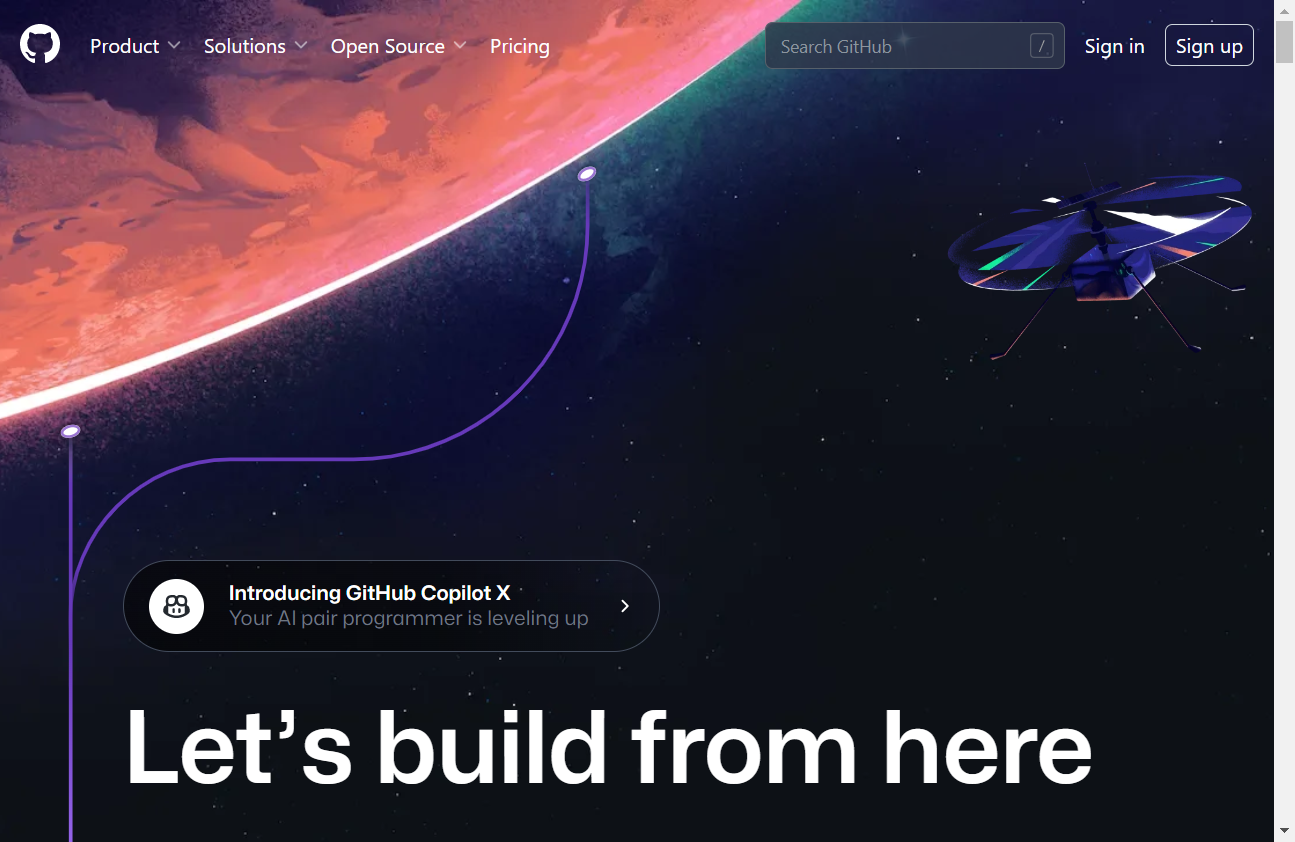 Product
Solutions
Open Source
Pricing
Search GitHub
/
Sign in
Sign up
Introducing GitHub Copilot X
Your AI pair programmer is leveling up
Let’s build from here